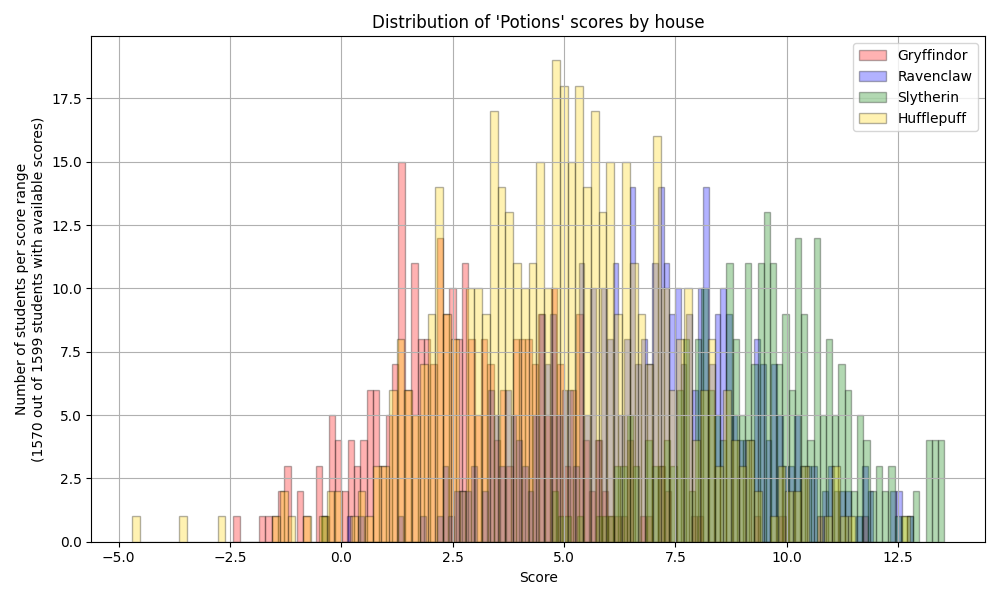 Distribution of 'Potions' scores by house
Number of students per score range
(1570 out of 1599 students with available scores)
17.5
15.0
12.5
10.0
7.5
5.0
2.5
0.0
Gryffindor
Ravenclaw
Slytherin
Hufflepuff
−5.0 −2.5 0.0 2.5 5.0 7.5 10.0 12.5
Score